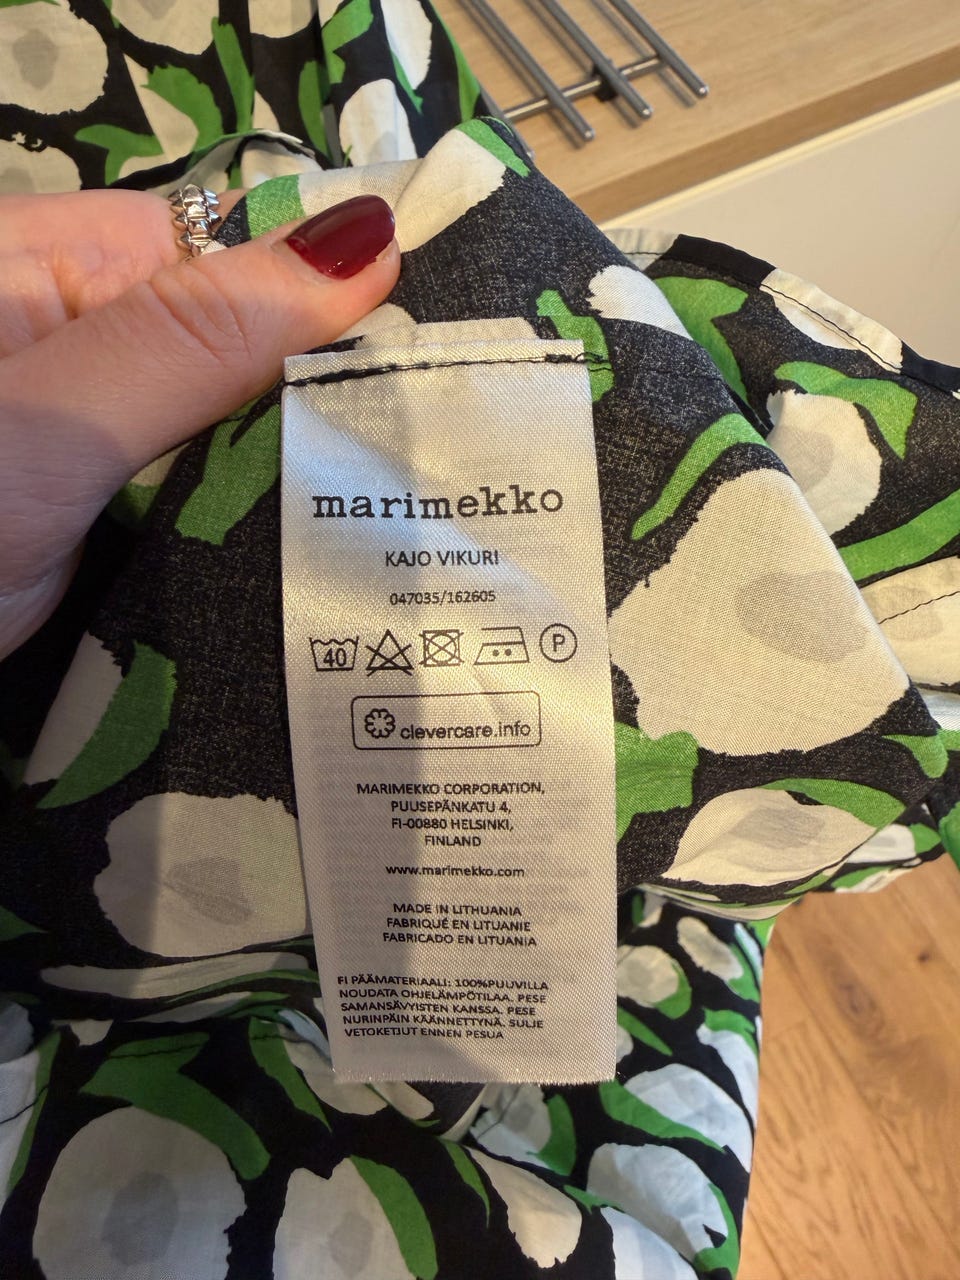 marimekko
KAJO VIKURI
047035/162605
40 P
clevercare.info
MARIMEKKO CORPORATION,
PUUSEPÄNKATU 4,
FI-00880 HELSINKI,
FINLAND
www.marimekko.com
MADE IN LITHUANIA
FABRIQUÉ EN LITUANIE
FABRICADO EN LITUANIA
FI PÄÄMATERIAALI: 100%PUUVILLA
NOUDATA OHJELÄMPÖTILAA. PESE
SAMANSÄVYISTEN KANSSA. PESE
NURINPÄIN KÄÄNNETTYNÄ. SULJE
VETOKETJUT ENNEN PESUA